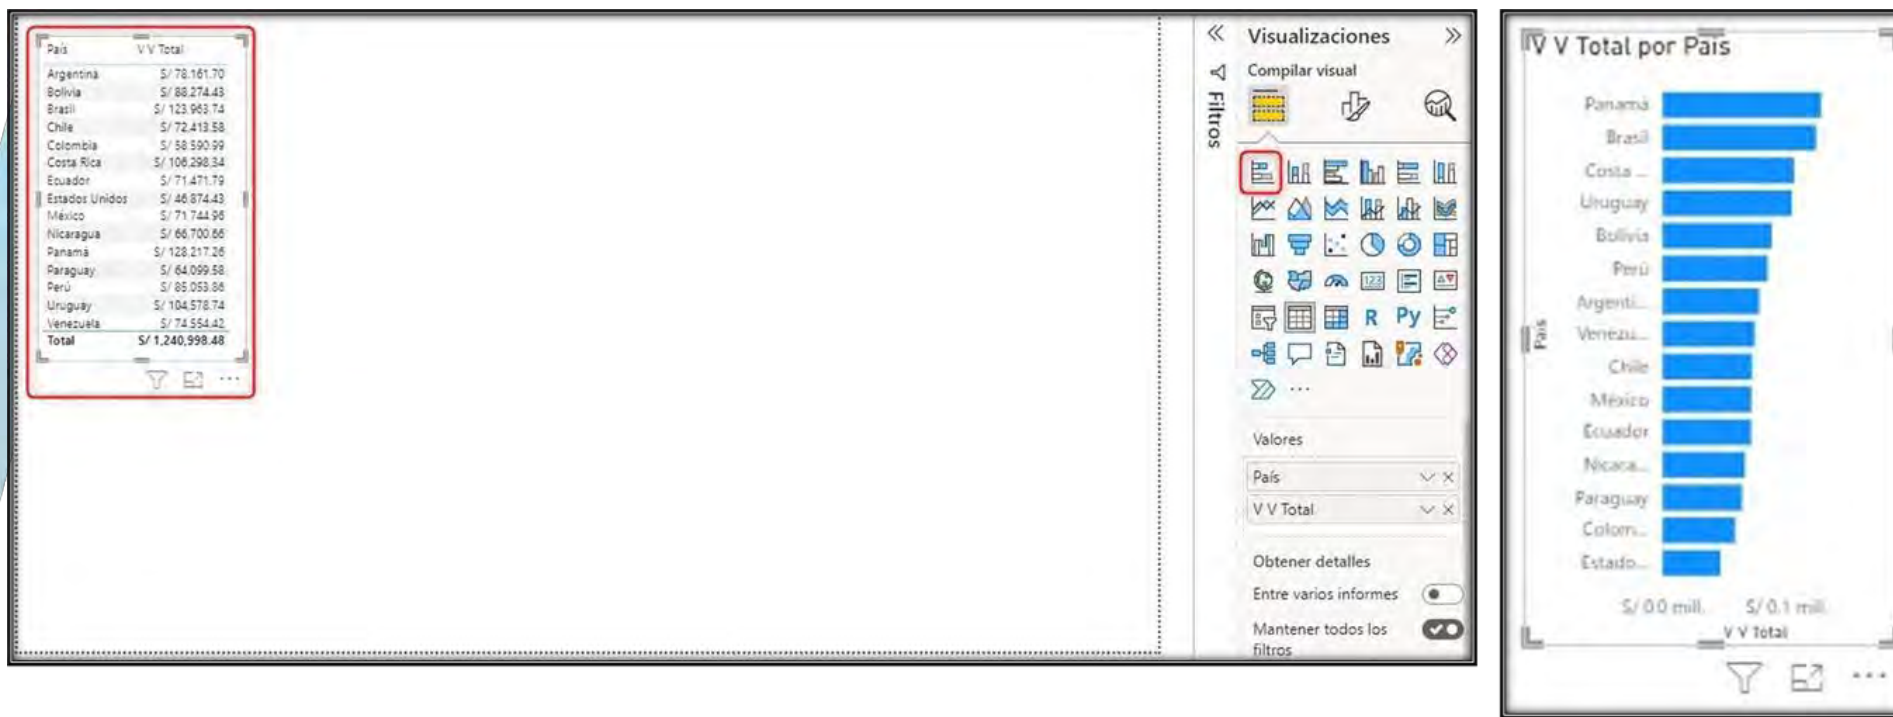 País V V Total
Argentina S/ 78.161.70
Bolivia S/ 88.274.43
Brasil S/ 123.963.74
Chile S/ 72.413.58
Colombia S/ 58.590.99
Costa Rica S/ 106.298.34
Ecuador S/ 71.471.79
Estados Unidos S/ 46.874.43
México S/ 71.744.96
Nicaragua S/ 66.700.66
Panamá S/ 128.217.26
Paraguay S/ 64.099.58
Perú S/ 85.053.86
Uruguay S/ 104.578.74
Venezuela S/ 74.554.42
Total S/ 1,240,998.48
Filtros
Visualizaciones
Compilar visual
123
R Py
Valores
País
V V Total
Obtener detalles
Entre varios informes
Mantener todos los
filtros
V V Total por País
País
Panamá
Brasil
Costa ...
Uruguay
Bolivia
Perú
Argenti...
Venezu...
Chile
México
Ecuador
Nicara...
Paraguay
Colom...
Estado...
S/ 0.0 mill. S/ 0.1 mill.
V V Total